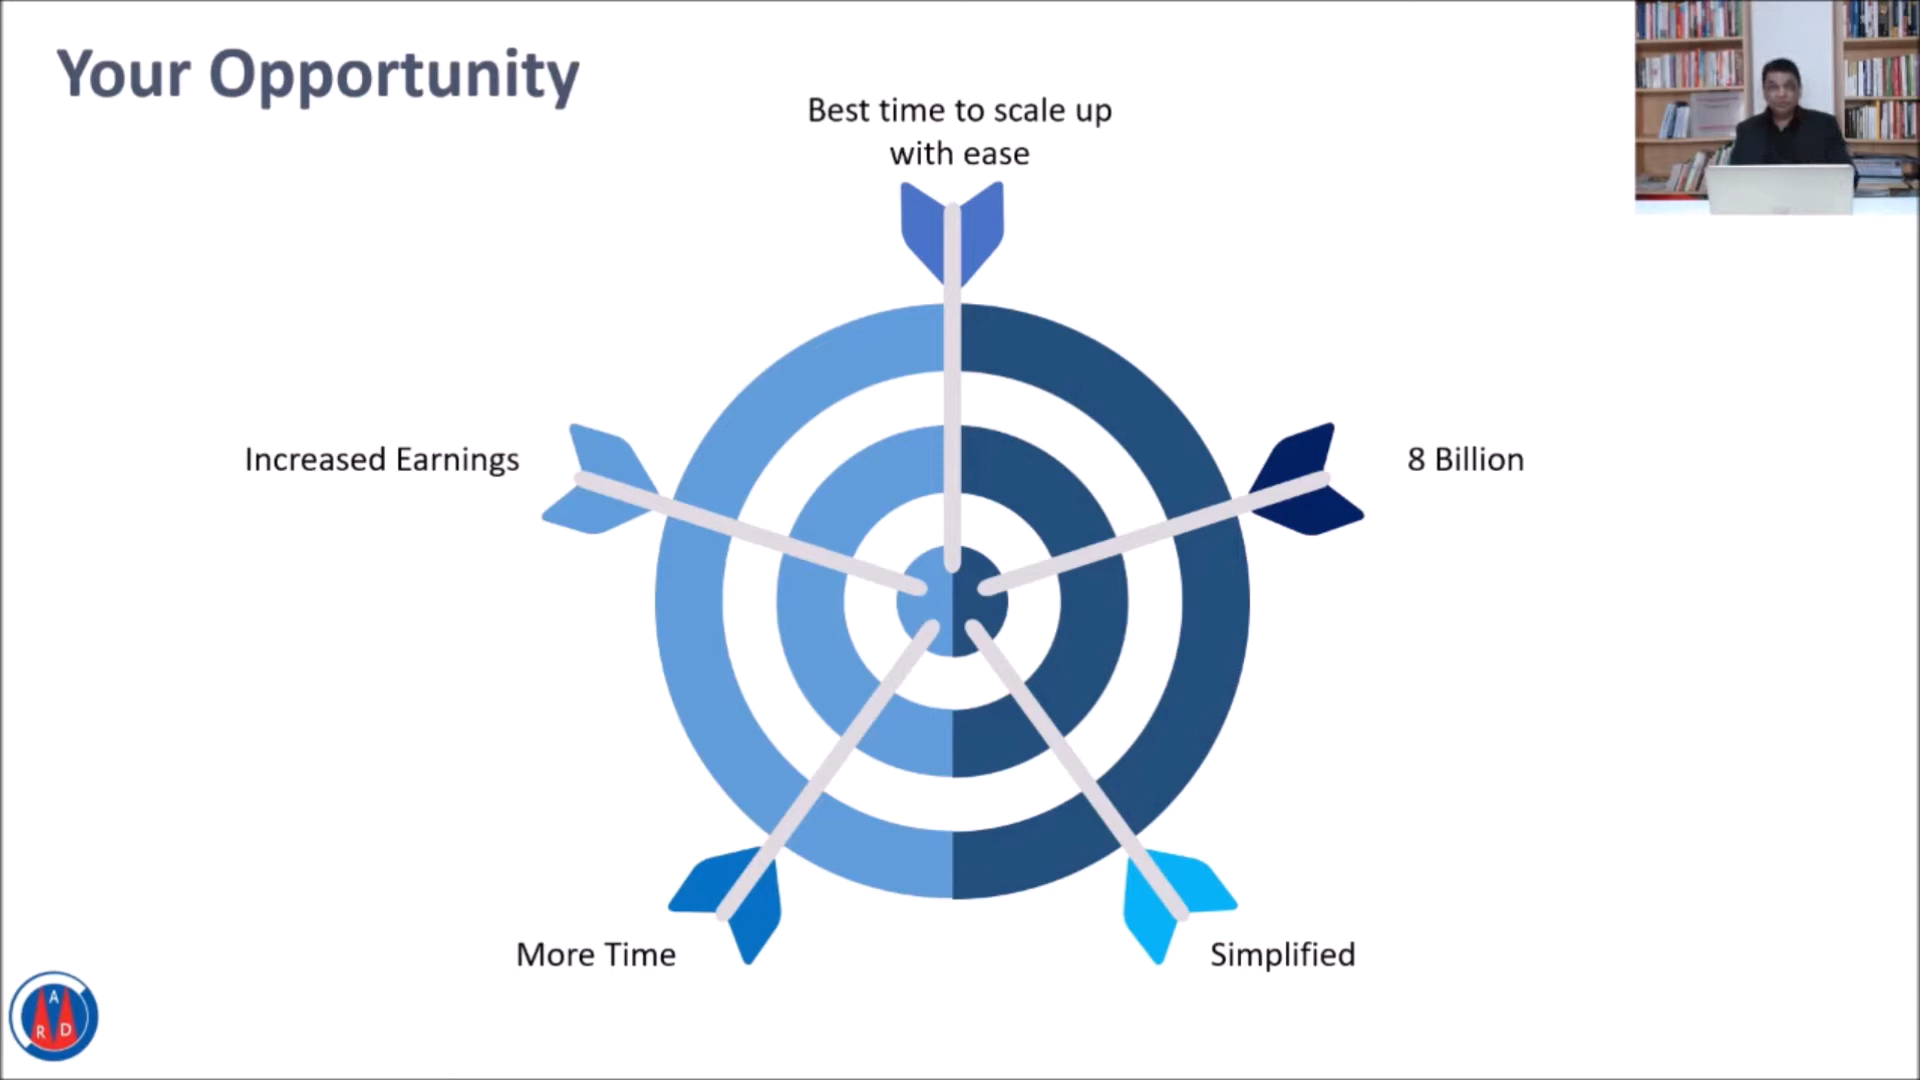 Your Opportunity
Best time to scale up
with ease
Increased Earnings
8 Billion
More Time
Simplified
A
R D